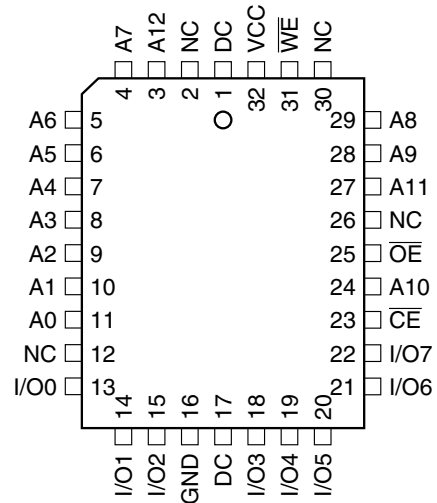 A7 A12 NC DC VCC W̅E̅ NC
4 3 2 1 32 31 30
A6 5 29 A8
A5 6 28 A9
A4 7 27 A11
A3 8 26 NC
A2 9 25 O̅E̅
A1 10 24 A10
A0 11 23 C̅E̅
NC 12 22 I/O7
I/O0 13 21 I/O6
14 15 16 17 18 19 20
I/O1 I/O2 GND DC I/O3 I/O4 I/O5